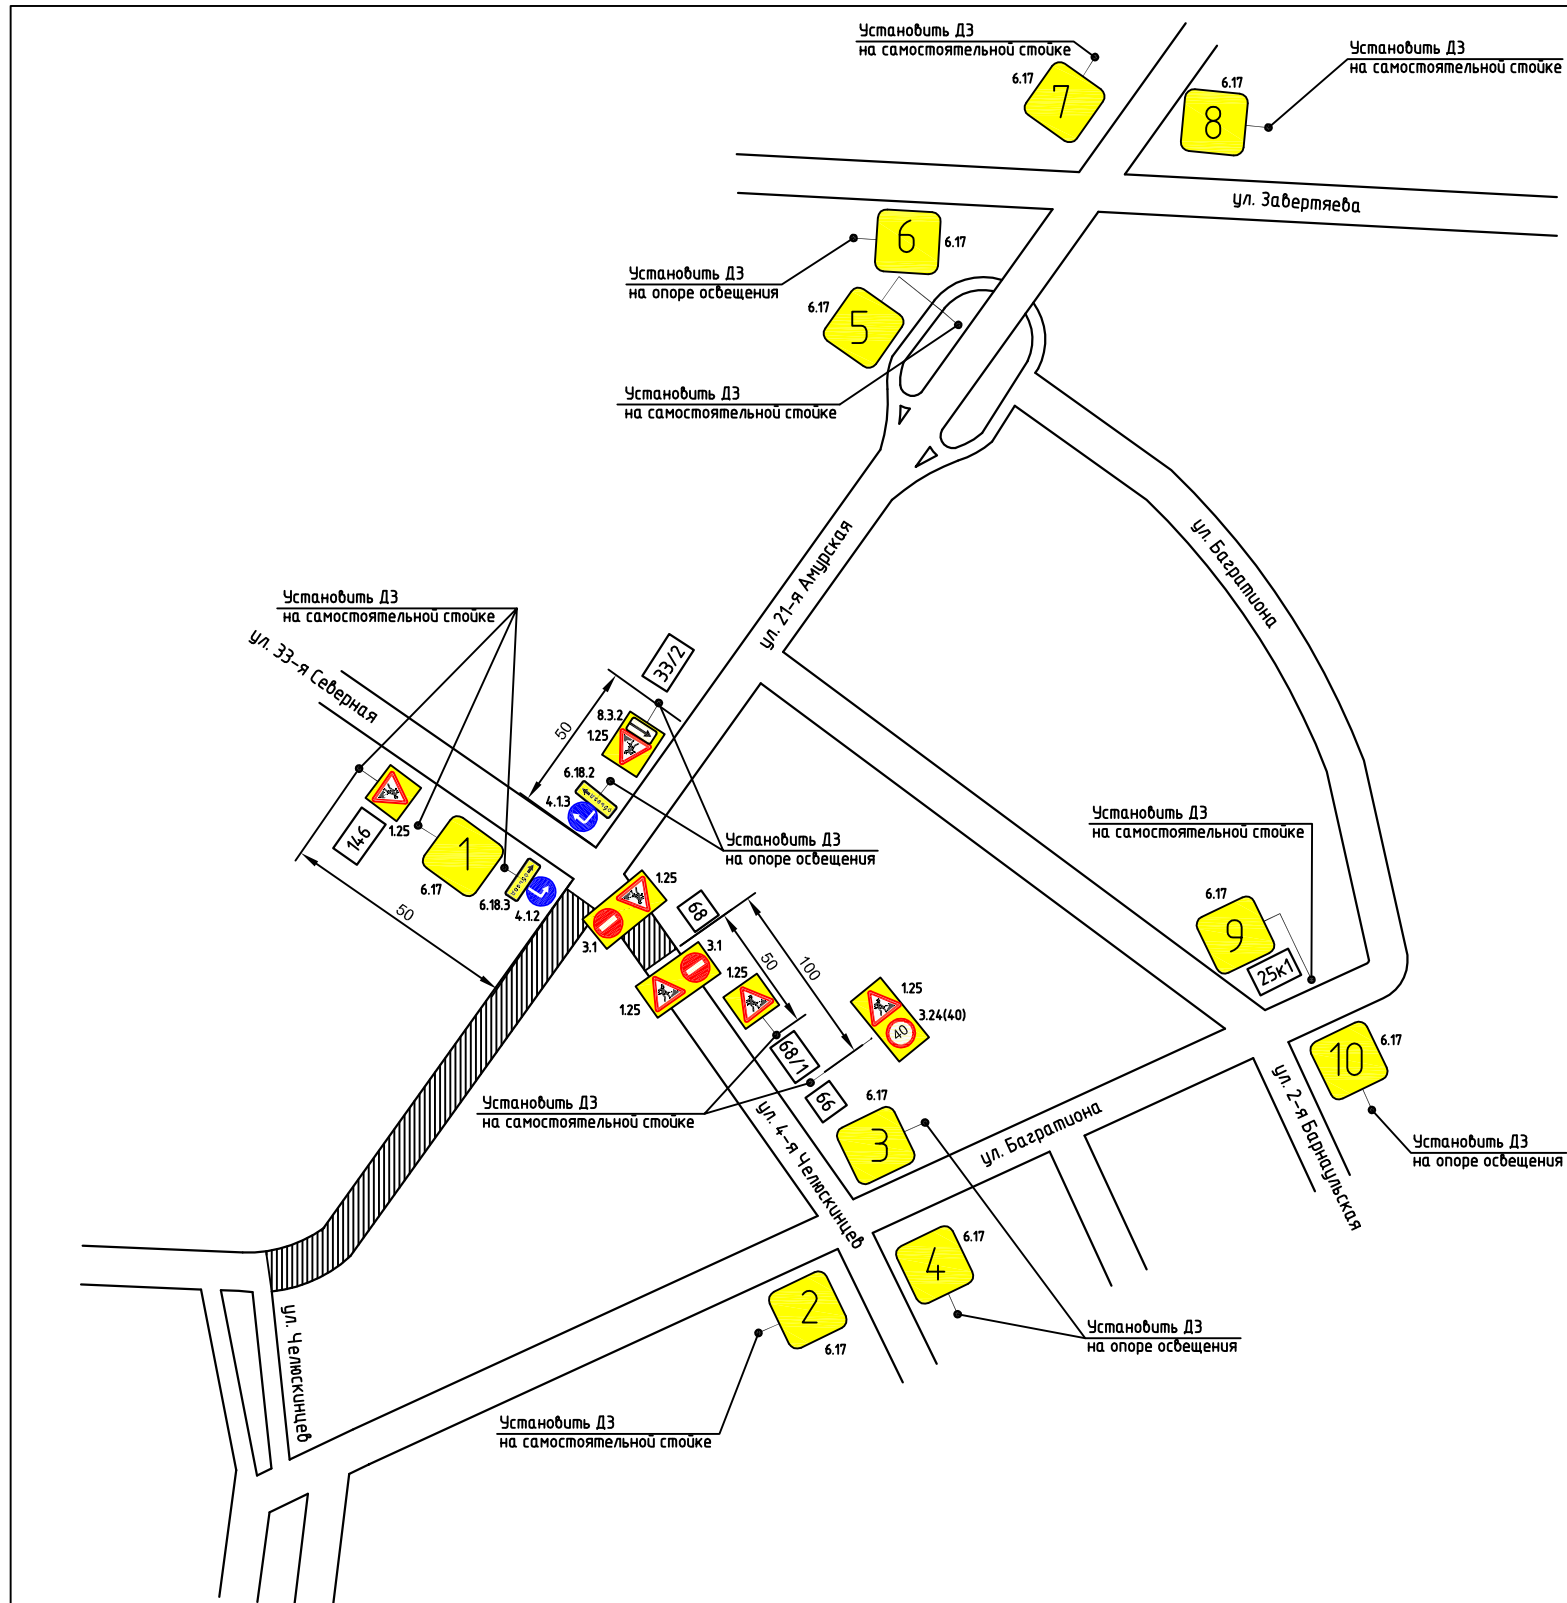 Установить ДЗ
на самостоятельной стойке
6.17
7
Установить ДЗ
на самостоятельной стойке
6.17
8
ул. Завертяева
6
6.17
Установить ДЗ
на опоре освещения
6.17
5
Установить ДЗ
на самостоятельной стойке
ул. 21-я Амурская
ул. Багратиона
Установить ДЗ
на самостоятельной стойке
ул. 33-я Северная
33/2
50
8.3.2
1.25
6.18.2
4.1.3
объезд
Установить ДЗ
на опоре освещения
146
1.25
1
6.17
объезд
6.18.3
4.1.2
50
1.25
3.1
68
3.1
1.25
50
100
1.25
1.25
3.24(40)
40
68/1
66
Установить ДЗ
на самостоятельной стойке
ул. 4-я Челюскинцев
6.17
3
Установить ДЗ
на самостоятельной стойке
6.17
9
25к1
ул. Багратиона
ул. 2-я Барнаульская
10
6.17
Установить ДЗ
на опоре освещения
4
6.17
2
6.17
Установить ДЗ
на опоре освещения
ул. Челюскинцев
Установить ДЗ
на самостоятельной стойке